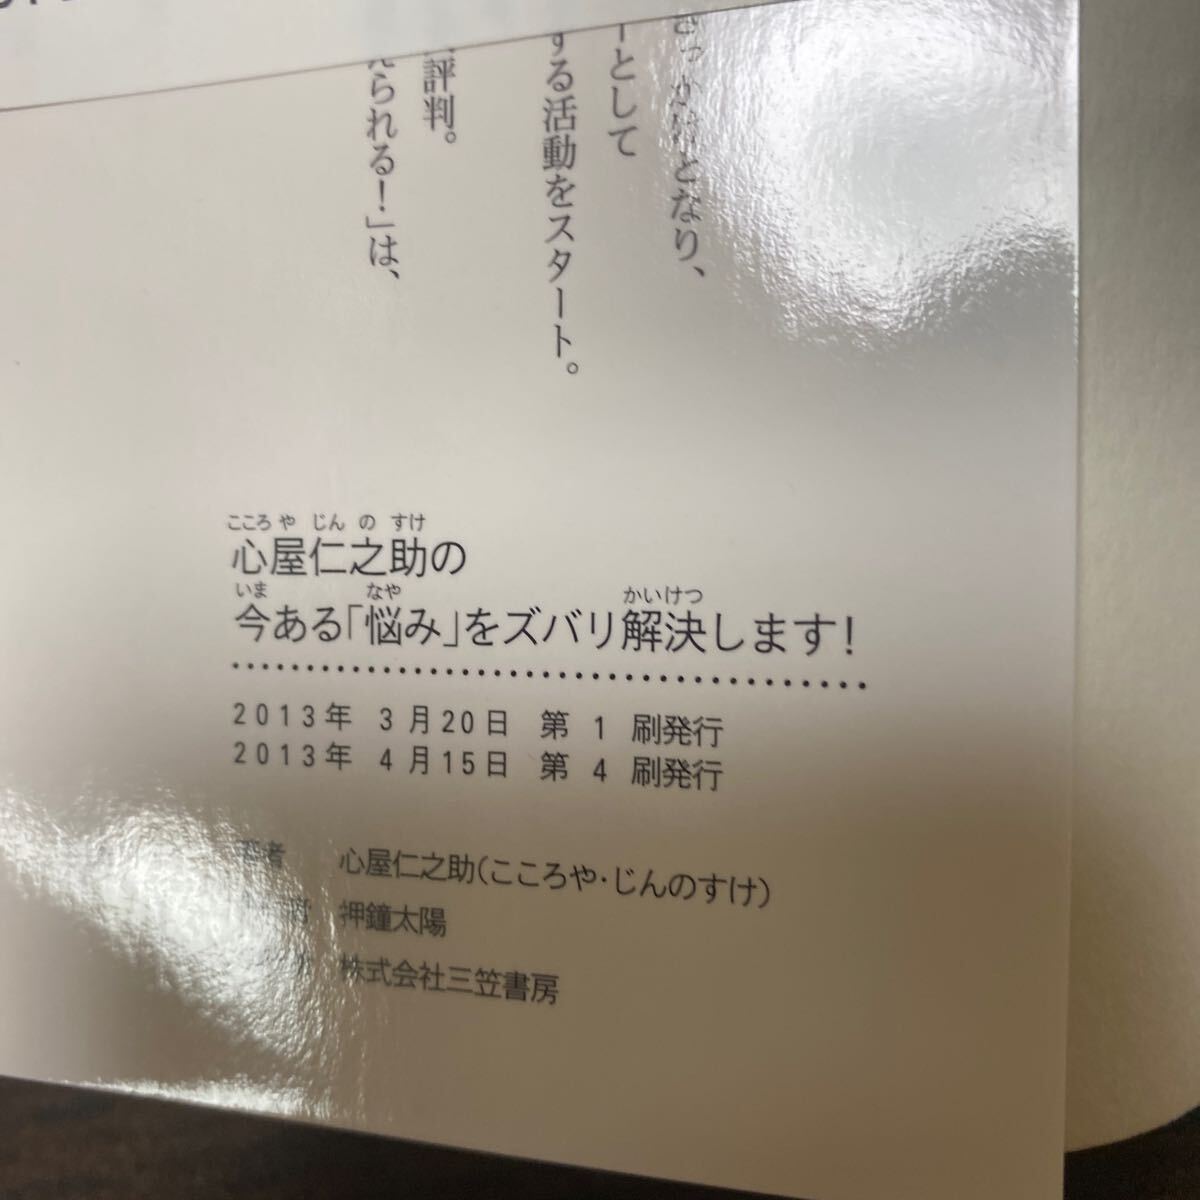 となり、
ーとして
する活動をスタート。
評判。
えられる！」は、
こころ や じん の すけ
心屋仁之助の
いま なや かいけつ
今ある「悩み」をズバリ解決します！
2013年 3月20日 第 1 刷発行
2013年 4月15日 第 4 刷発行
著者 心屋仁之助（こころや・じんのすけ）
押鐘太陽
株式会社三笠書房